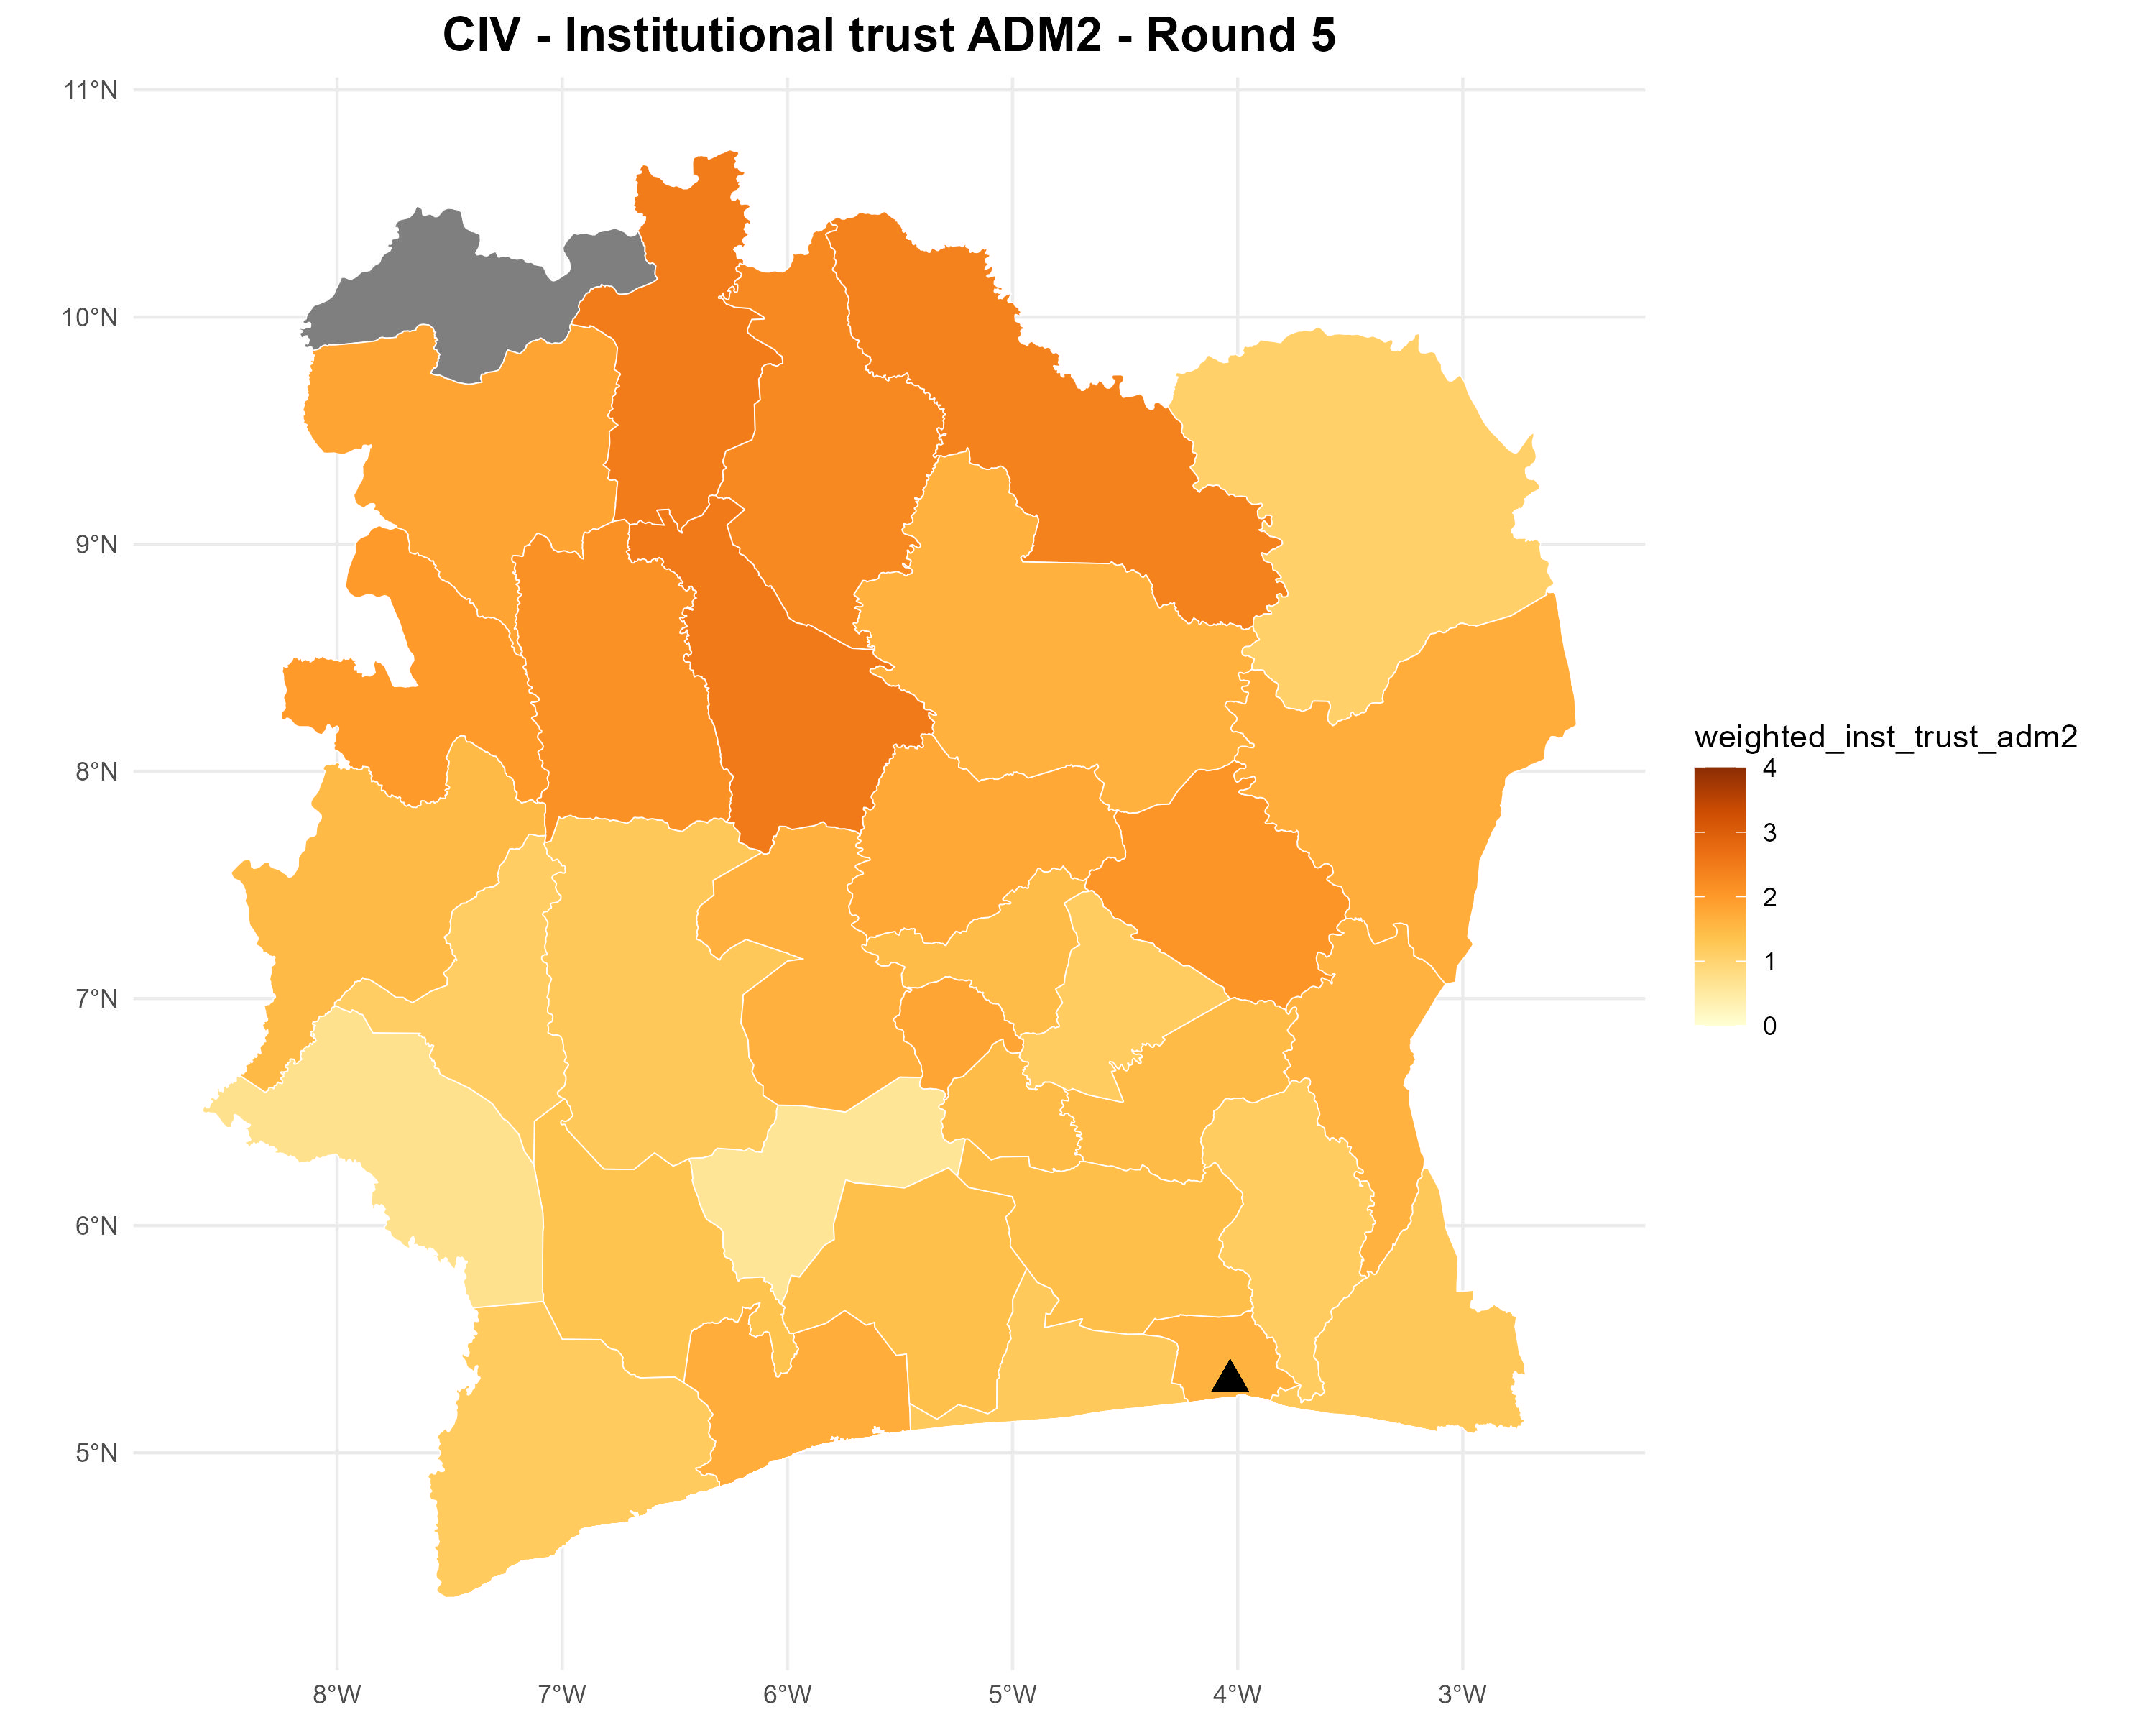 CIV - Institutional trust ADM2 - Round 5
11°N
10°N
9°N
8°N
7°N
6°N
5°N
8°W
7°W
6°W
5°W
4°W
3°W
weighted_inst_trust_adm2
4
3
2
1
0